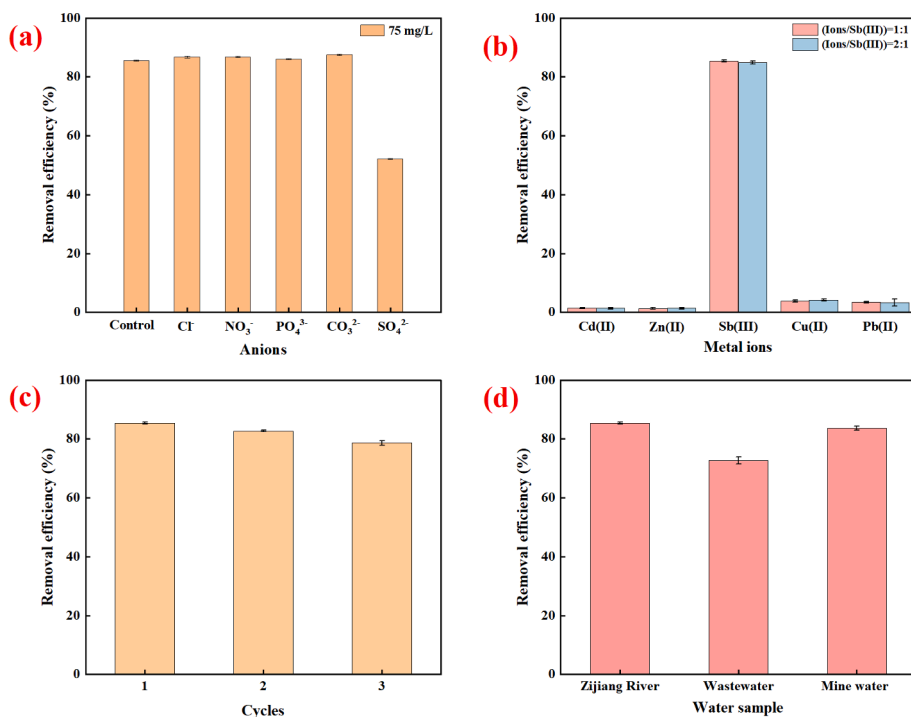 (a)
100
80
60
40
20
0
Removal efficiency (%)
75 mg/L
Control Cl⁻ NO₃⁻ PO₄³⁻ CO₃²⁻ SO₄²⁻
Anions
(b)
100
80
60
40
20
0
Removal efficiency (%)
(Ions/Sb(III))=1:1
(Ions/Sb(III))=2:1
Cd(II) Zn(II) Sb(III) Cu(II) Pb(II)
Metal ions
(c)
100
80
60
40
20
0
Removal efficiency (%)
1 2 3
Cycles
(d)
100
80
60
40
20
0
Removal efficiency (%)
Zijiang River Wastewater Mine water
Water sample